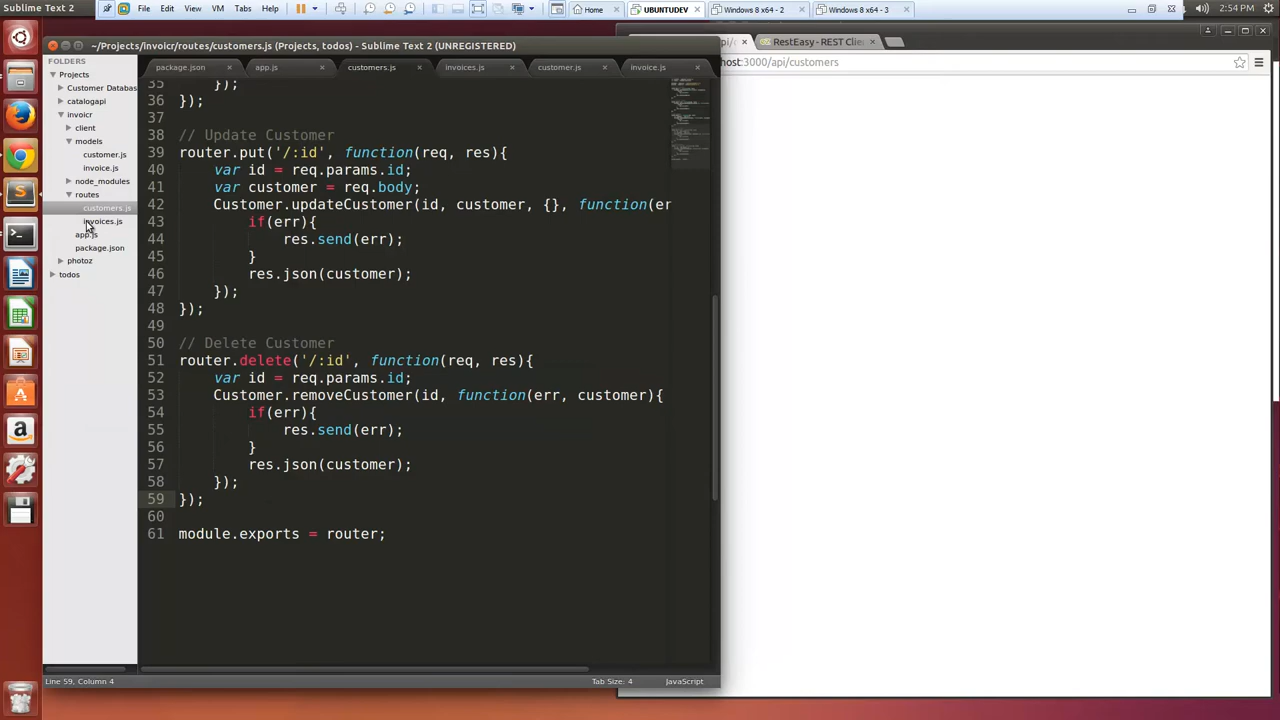 Sublime Text 2
File Edit View VM Tabs Help
Home
UBUNTUDEV
Windows 8 x64 - 2
Windows 8 x64 - 3
2:54 PM
~/Projects/invoicr/routes/customers.js (Projects, todos) - Sublime Text 2 (UNREGISTERED)
RestEasy - REST Clie
host:3000/api/customers
FOLDERS
Projects
Customer Databas
catalogapi
invoicr
client
models
customer.js
invoice.js
node_modules
routes
customers.js
invoices.js
app.js
package.json
photoz
todos
package.json
app.js
customers.js
invoices.js
customer.js
invoice.js
35 });
36 });
37
38 // Update Customer
39 router.put('/:id', function(req, res){
40 var id = req.params.id;
41 var customer = req.body;
42 Customer.updateCustomer(id, customer, {}, function(er
43 if(err){
44 res.send(err);
45 }
46 res.json(customer);
47 });
48 });
49
50 // Delete Customer
51 router.delete('/:id', function(req, res){
52 var id = req.params.id;
53 Customer.removeCustomer(id, function(err, customer){
54 if(err){
55 res.send(err);
56 }
57 res.json(customer);
58 });
59 });
60
61 module.exports = router;
Line 59, Column 4
Tab Size: 4
JavaScript